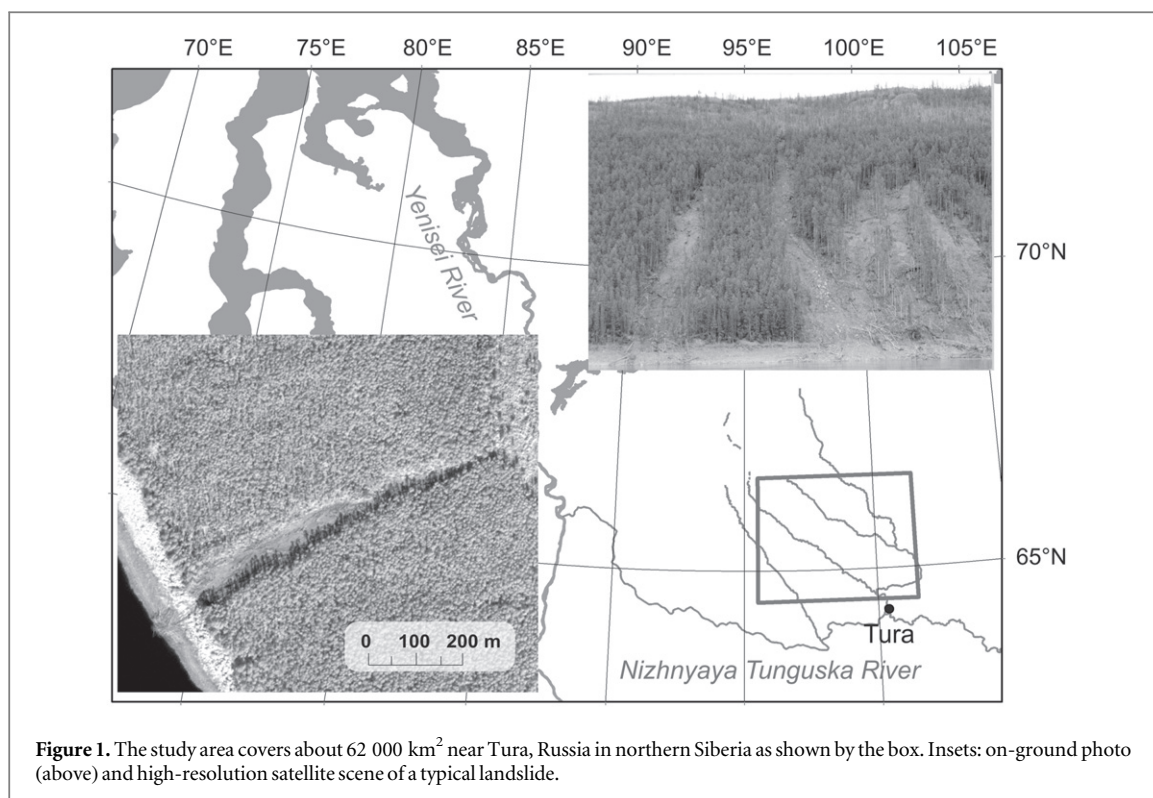 70°E 75°E 80°E 85°E 90°E 95°E 100°E 105°E
Yenisei River
70°N
65°N
0 100 200 m
Tura
Nizhnyaya Tunguska River
Figure 1. The study area covers about 62 000 km² near Tura, Russia in northern Siberia as shown by the box. Insets: on-ground photo
(above) and high-resolution satellite scene of a typical landslide.